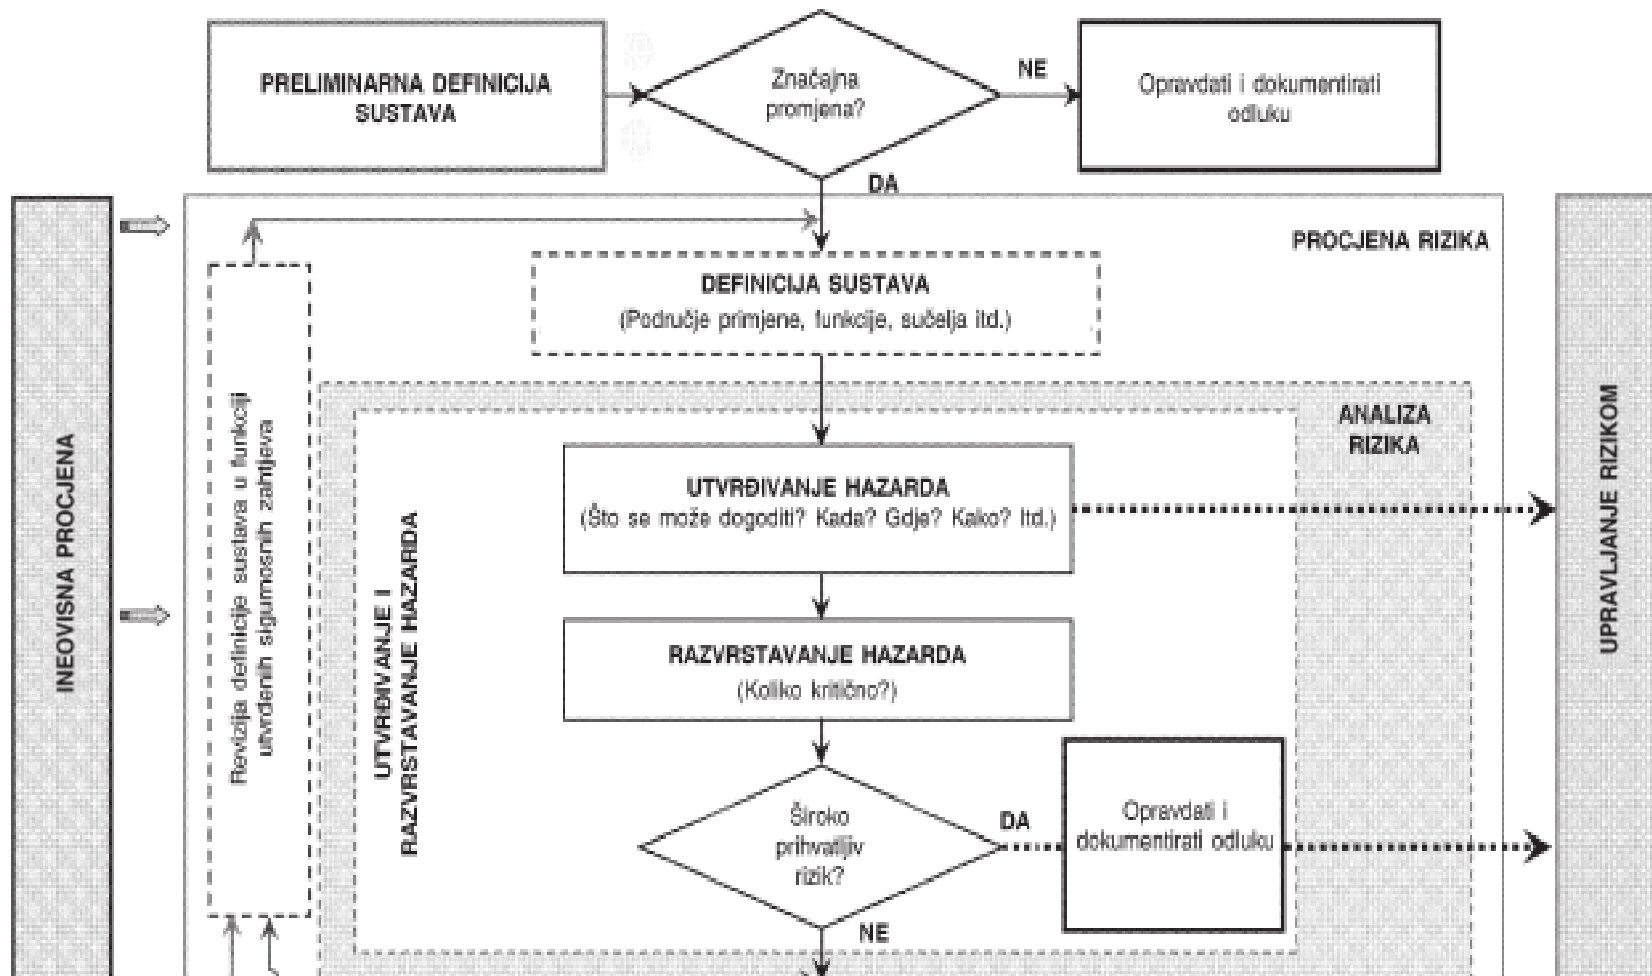 PRELIMINARNA DEFINICIJA
SUSTAVA
Značajna
promjena?
NE
Opravdati i dokumentirati
odluku
DA
PROCJENA RIZIKA
DEFINICIJA SUSTAVA
(Područje primjene, funkcije, sučelja itd.)
ANALIZA
RIZIKA
INEOVISNA PROCJENA
Revizija definicije sustava u funkciji
utvrđenih sigurnosnih zahtjeva
UTVRĐIVANJE I
RAZVRSTAVANJE HAZARDA
UTVRĐIVANJE HAZARDA
(Što se može dogoditi? Kada? Gdje? Kako? Itd.)
RAZVRSTAVANJE HAZARDA
(Koliko kritično?)
Široko
prihvatljiv
rizik?
DA
Opravdati i
dokumentirati odluku
NE
UPRAVLJANJE RIZIKOM